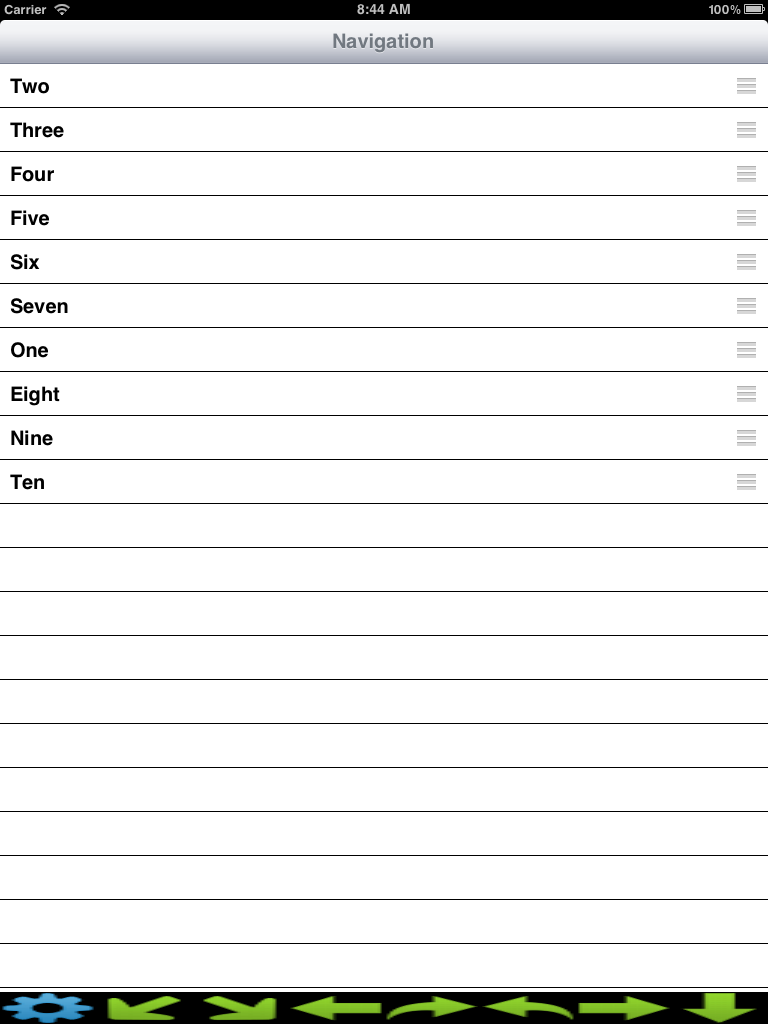 Carrier 8:44 AM 100%
Navigation
Two
Three
Four
Five
Six
Seven
One
Eight
Nine
Ten